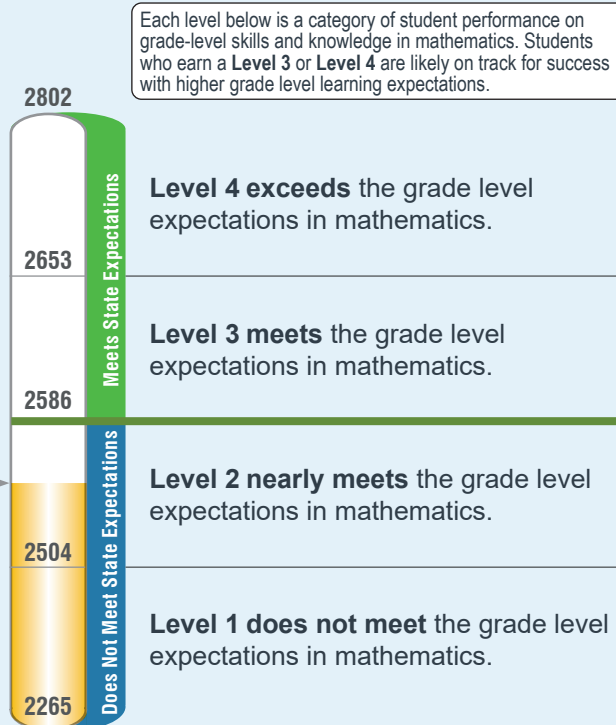 Each level below is a category of student performance on
grade-level skills and knowledge in mathematics. Students
who earn a Level 3 or Level 4 are likely on track for success
with higher grade level learning expectations.
2802
Meets State Expectations
Level 4 exceeds the grade level
expectations in mathematics.
2653
Level 3 meets the grade level
expectations in mathematics.
2586
Does Not Meet State Expectations
Level 2 nearly meets the grade level
expectations in mathematics.
2504
Level 1 does not meet the grade level
expectations in mathematics.
2265